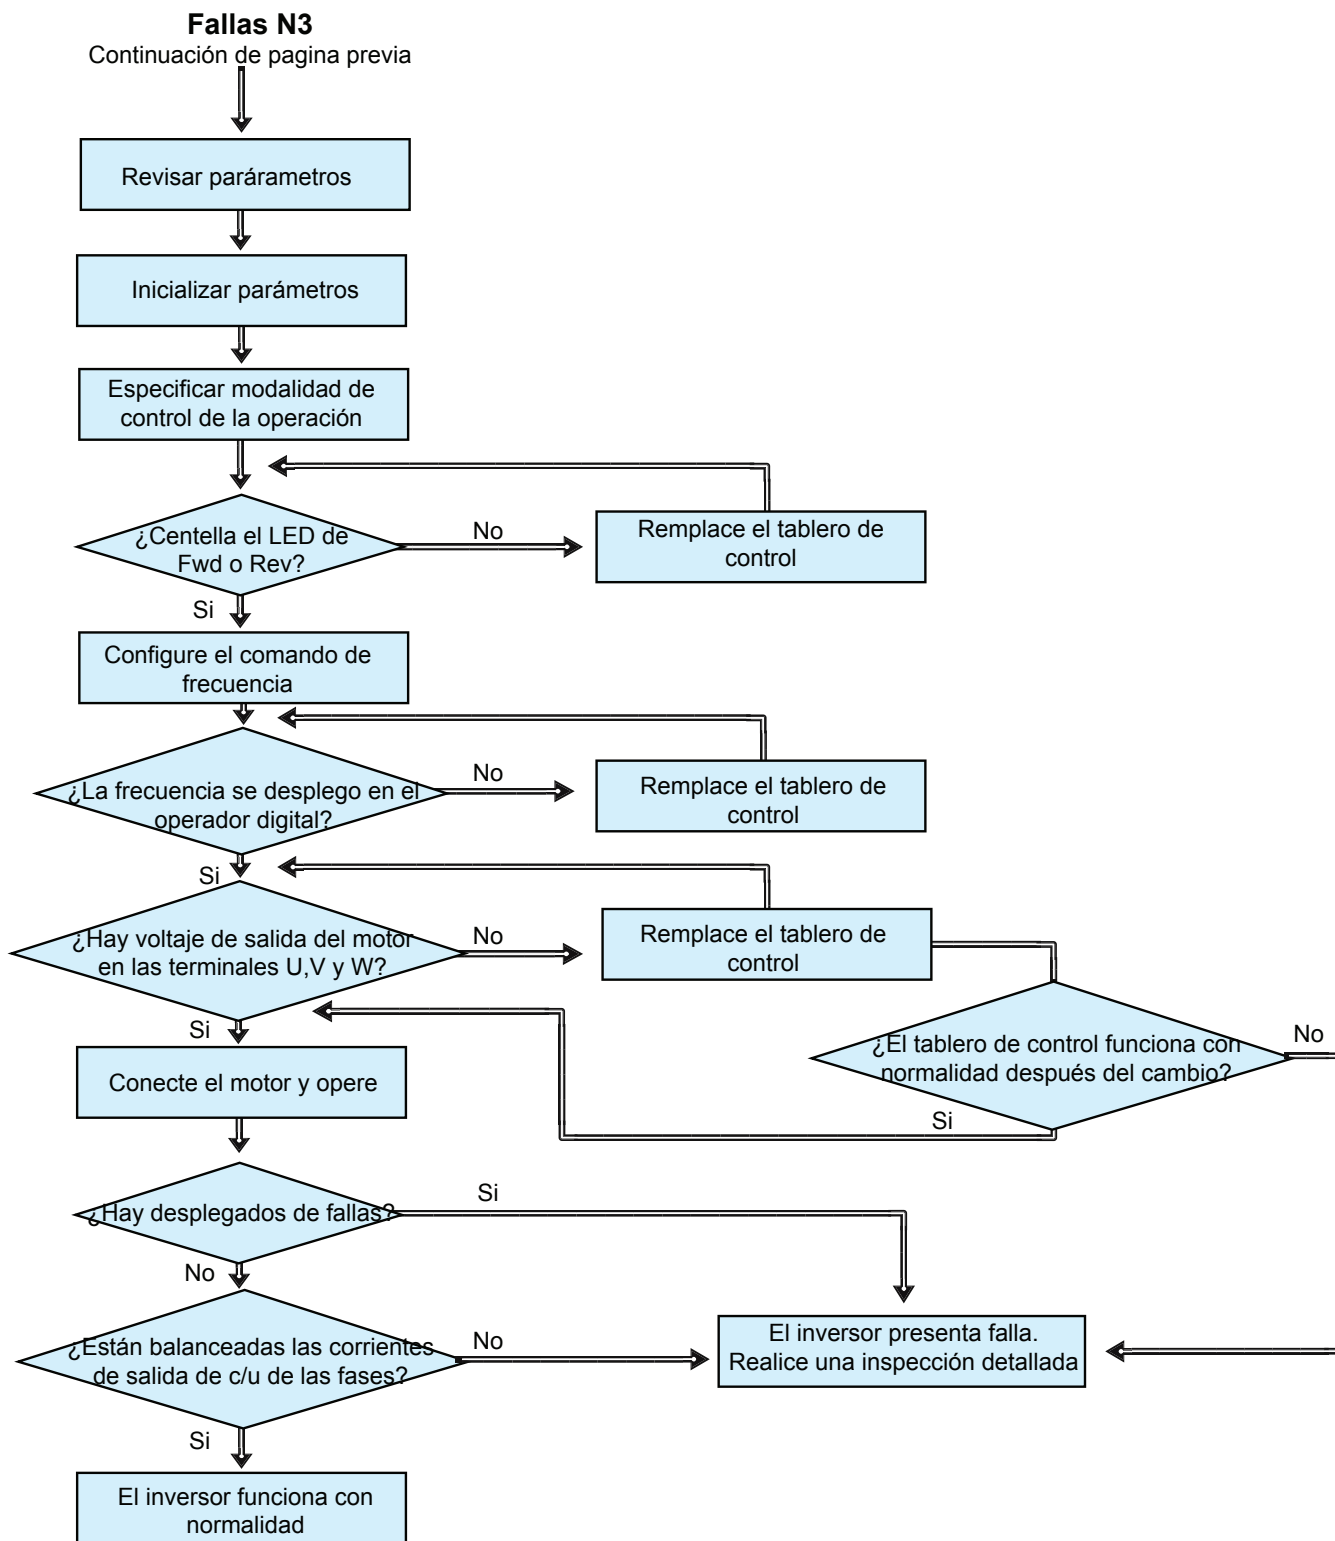 Fallas N3
Continuación de pagina previa
Revisar parárametros
Inicializar parámetros
Especificar modalidad de
control de la operación
¿Centella el LED de
Fwd o Rev?
No
Remplace el tablero de
control
Si
Configure el comando de
frecuencia
¿La frecuencia se desplego en el
operador digital?
No
Remplace el tablero de
control
Si
¿Hay voltaje de salida del motor
en las terminales U,V y W?
No
Remplace el tablero de
control
¿El tablero de control funciona con
normalidad después del cambio?
No
Si
Si
Conecte el motor y opere
¿Hay desplegados de fallas?
Si
No
¿Están balanceadas las corrientes
de salida de c/u de las fases?
No
El inversor presenta falla.
Realice una inspección detallada
Si
El inversor funciona con
normalidad